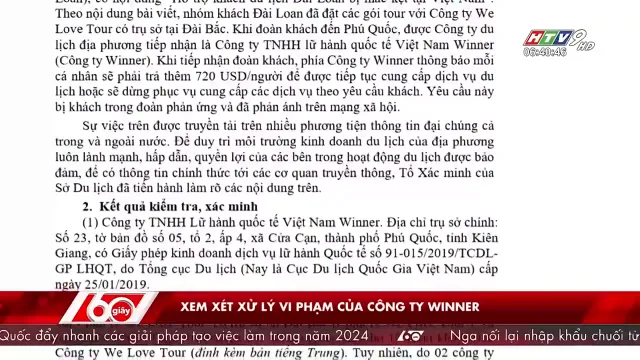 Loan), có nội dung "Hỗ trợ khách du lịch Đài Loan bị mắc kẹt tại Việt Nam".
Theo nội dung bài viết, nhóm khách Đài Loan đã đặt các gói tour với Công ty We
Love Tour có trụ sở tại Đài Bắc. Khi đoàn khách đến Phú Quốc, được Công ty du
lịch địa phương tiếp nhận là Công ty TNHH lữ hành quốc tế Việt Nam Winner
(Công ty Winner). Khi tiếp nhận đoàn khách, phía Công ty Winner thông báo mỗi
cá nhân sẽ phải trả thêm 720 USD/người để được tiếp tục cung cấp dịch vụ du
lịch hoặc sẽ dừng phục vụ cung cấp các dịch vụ theo yêu cầu khách. Yêu cầu này
bị khách trong đoàn phản ứng và đã phản ánh trên mạng xã hội.
Sự việc trên được truyền tải trên nhiều phương tiện thông tin đại chúng cả
trong và ngoài nước. Để duy trì môi trường kinh doanh du lịch của địa phương
luôn lành mạnh, hấp dẫn, quyền lợi của các bên trong hoạt động du lịch được bảo
đảm, để có thông tin chính thức tới các cơ quan truyền thông, Tổ Xác minh của
Sở Du lịch đã tiến hành làm rõ các nội dung trên.
2. Kết quả kiểm tra, xác minh
(1) Công ty TNHH Lữ hành quốc tế Việt Nam Winner. Địa chỉ trụ sở chính:
Số 23, tờ bản đồ số 05, tổ 2, ấp 4, xã Cửa Cạn, thành phố Phú Quốc, tỉnh Kiên
Giang, có Giấy phép kinh doanh dịch vụ lữ hành Quốc tế số 91-015/2019/TCDL-
GP LHQT, do Tổng cục Du lịch (Nay là Cục Du lịch Quốc Gia Việt Nam) cấp
ngày 25/01/2019.
HTV9 HD
06:40:46
60 giây
XEM XÉT XỬ LÝ VI PHẠM CỦA CÔNG TY WINNER
Quốc đẩy nhanh các giải pháp tạo việc làm trong năm 2024
60 giây
Nga nối lại nhập khẩu chuối từ
Công ty We Love Tour (đính kèm bản tiếng Trung). Tuy nhiên, do 02 công ty